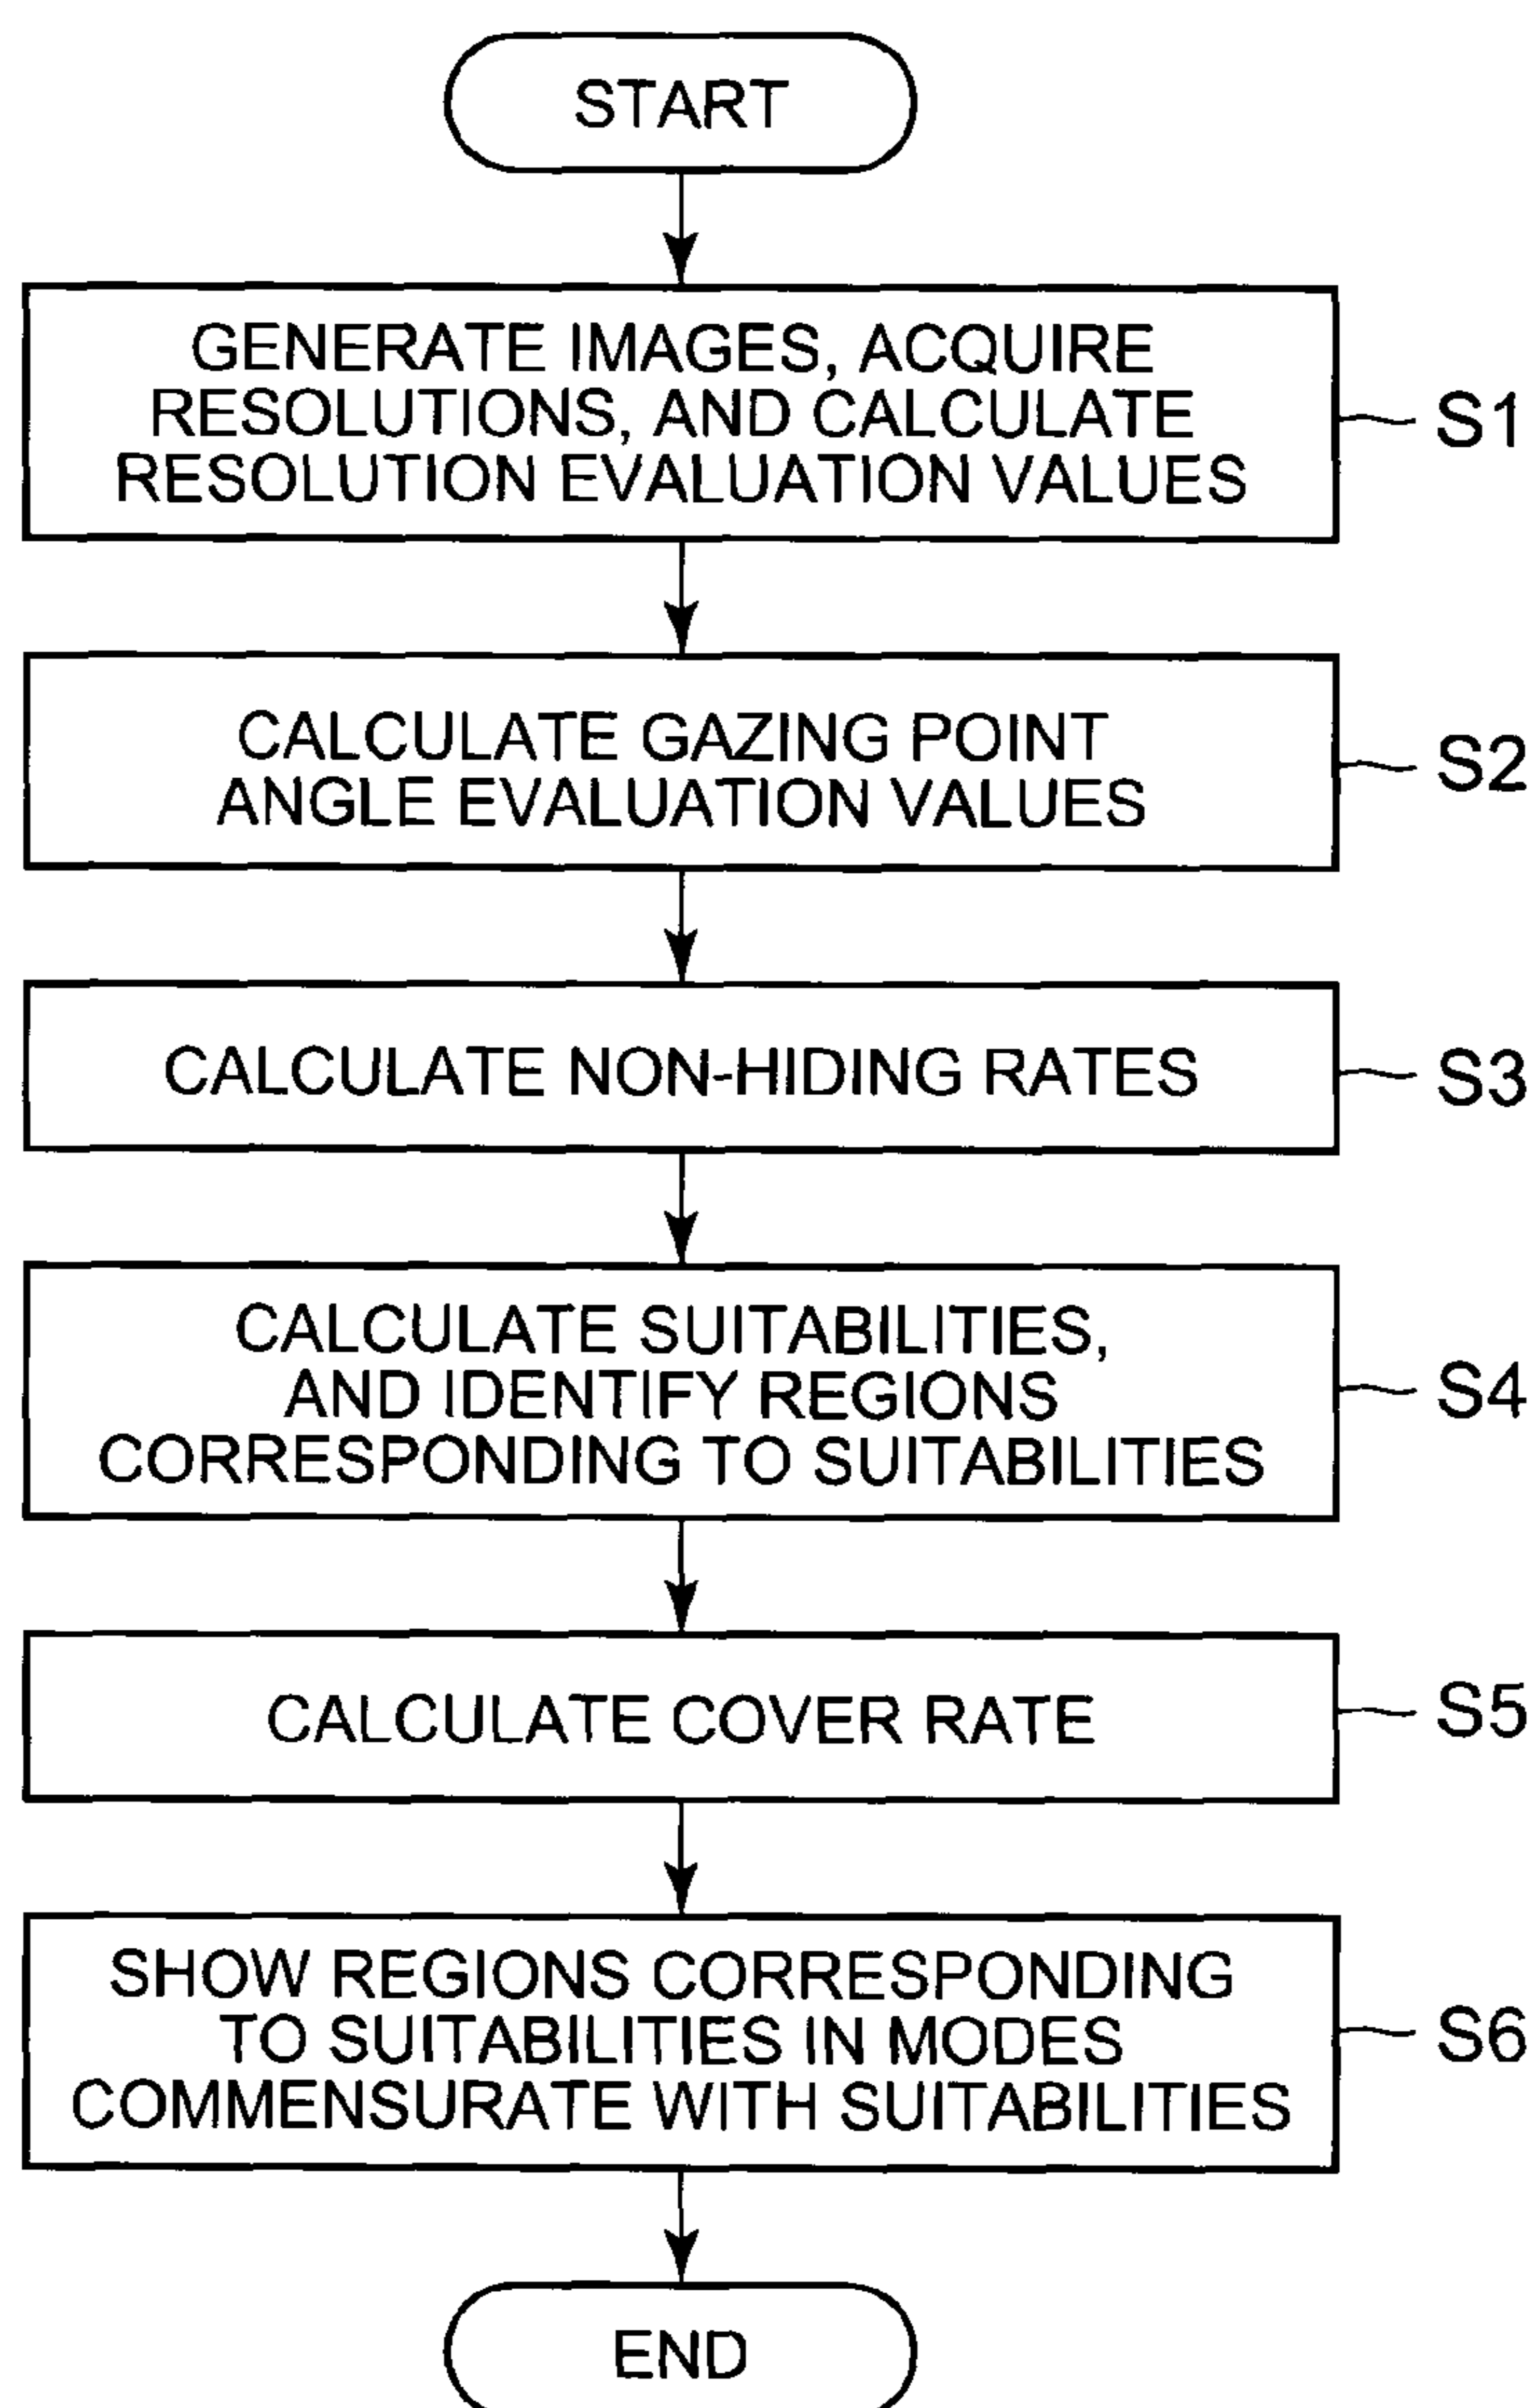 START
GENERATE IMAGES, ACQUIRE
RESOLUTIONS, AND CALCULATE
RESOLUTION EVALUATION VALUES
S1
CALCULATE GAZING POINT
ANGLE EVALUATION VALUES
S2
CALCULATE NON-HIDING RATES
S3
CALCULATE SUITABILITIES,
AND IDENTIFY REGIONS
CORRESPONDING TO SUITABILITIES
S4
CALCULATE COVER RATE
S5
SHOW REGIONS CORRESPONDING
TO SUITABILITIES IN MODES
COMMENSURATE WITH SUITABILITIES
S6
END